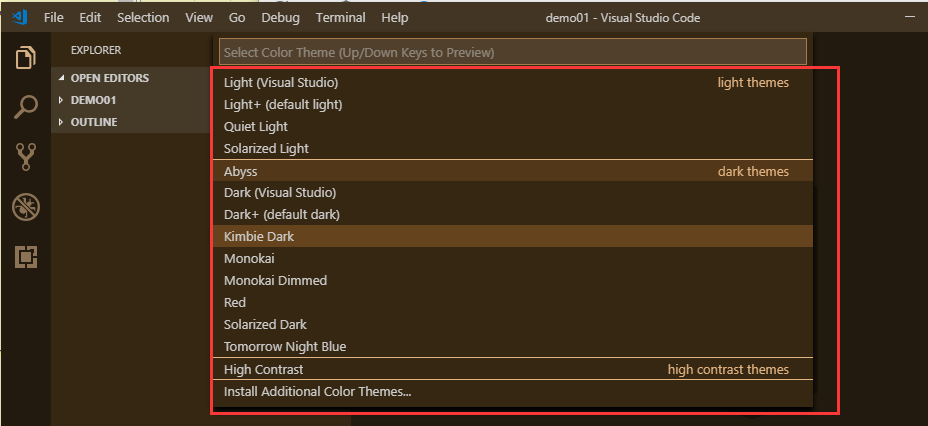 File Edit Selection View Go Debug Terminal Help demo01 - Visual Studio Code
EXPLORER
OPEN EDITORS
DEMO01
OUTLINE
Select Color Theme (Up/Down Keys to Preview)
Light (Visual Studio) light themes
Light+ (default light)
Quiet Light
Solarized Light
Abyss dark themes
Dark (Visual Studio)
Dark+ (default dark)
Kimbie Dark
Monokai
Monokai Dimmed
Red
Solarized Dark
Tomorrow Night Blue
High Contrast high contrast themes
Install Additional Color Themes...